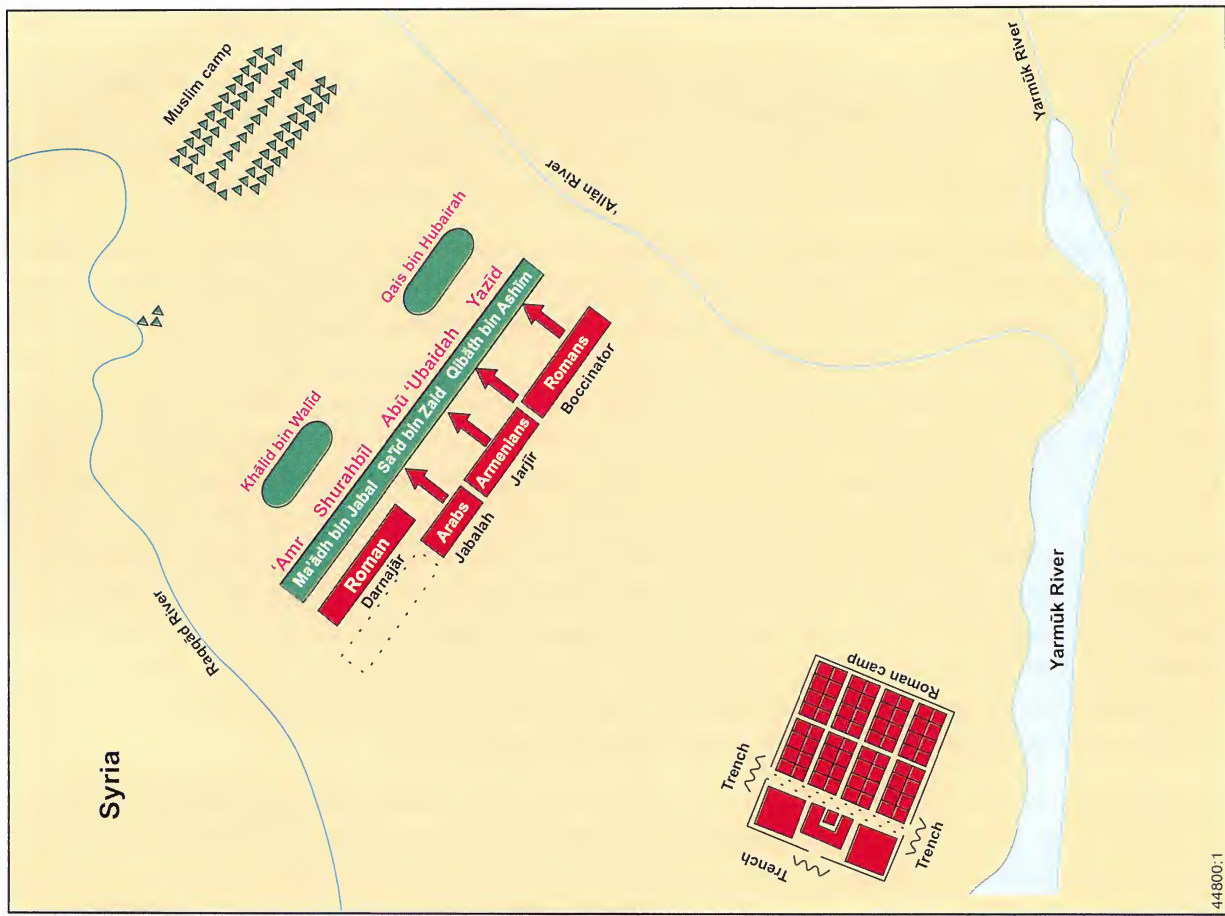 Syria
Raqqād River
Muslim camp
Khālid bin Walīd
Qais bin Hubairah
'Amr
Shurahbīl
Abū 'Ubaidah
Yazīd
Ma'ādh bin Jabal
Sa'īd bin Zaid
Qibāth bin Ashīm
Roman
Darnajār
Arabs
Jabalah
Armenians
Jarjīr
Romans
Boccinator
'Allān River
Roman camp
Trench
Trench
Trench
Yarmūk River
Yarmūk River
44800:1